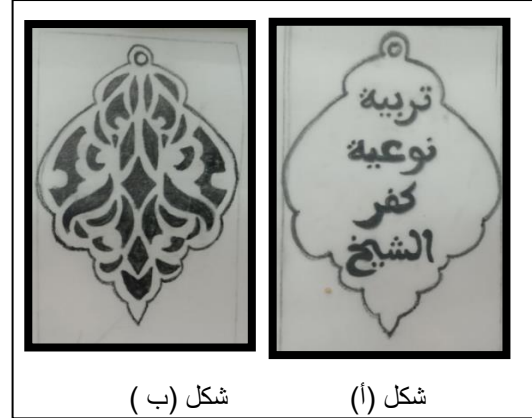 تربية
نوعية
كفر
الشيخ
شكل (أ)
شكل (ب )